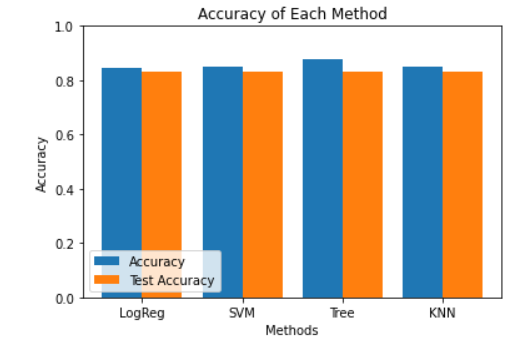 Accuracy of Each Method
1.0
0.8
0.6
0.4
0.2
0.0
Accuracy
Accuracy
Test Accuracy
LogReg SVM Tree KNN
Methods